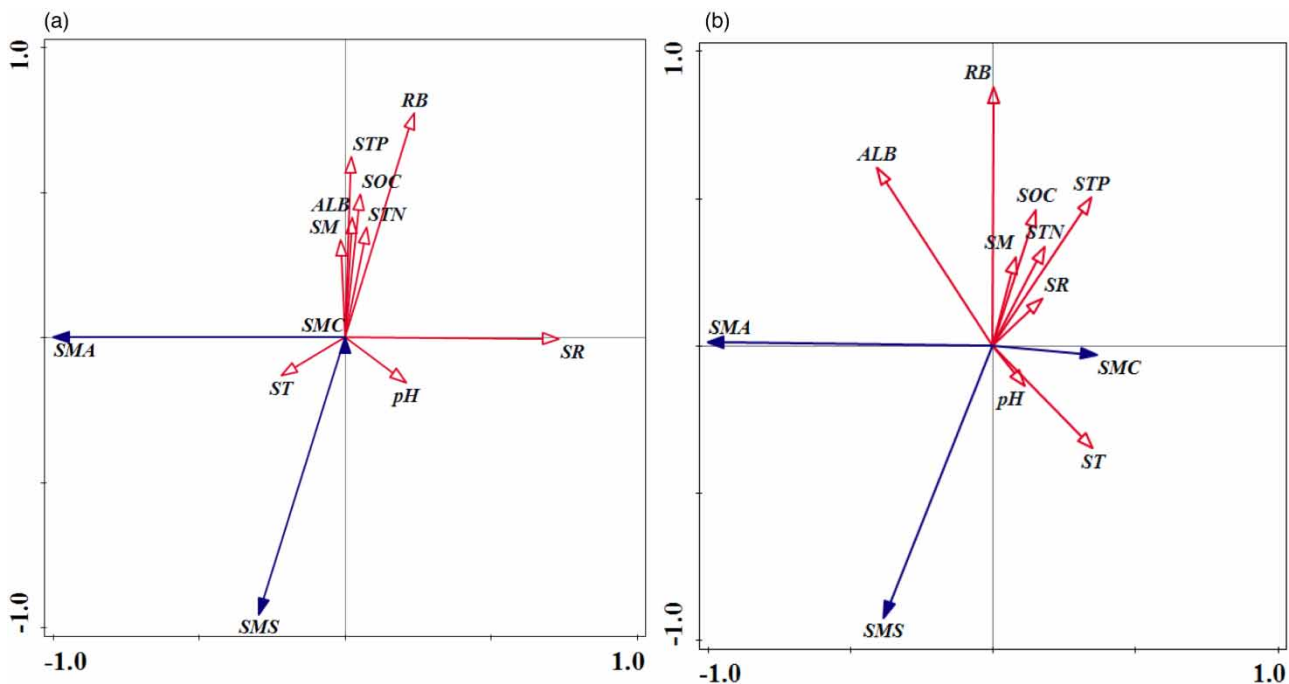 (a)
1.0
RB
STP
SOC
ALB
STN
SM
SMC
SMA
SR
ST
pH
SMS
-1.0
-1.0
1.0
(b)
1.0
RB
ALB
SOC
STP
STN
SM
SR
SMA
SMC
pH
ST
SMS
-1.0
-1.0
1.0